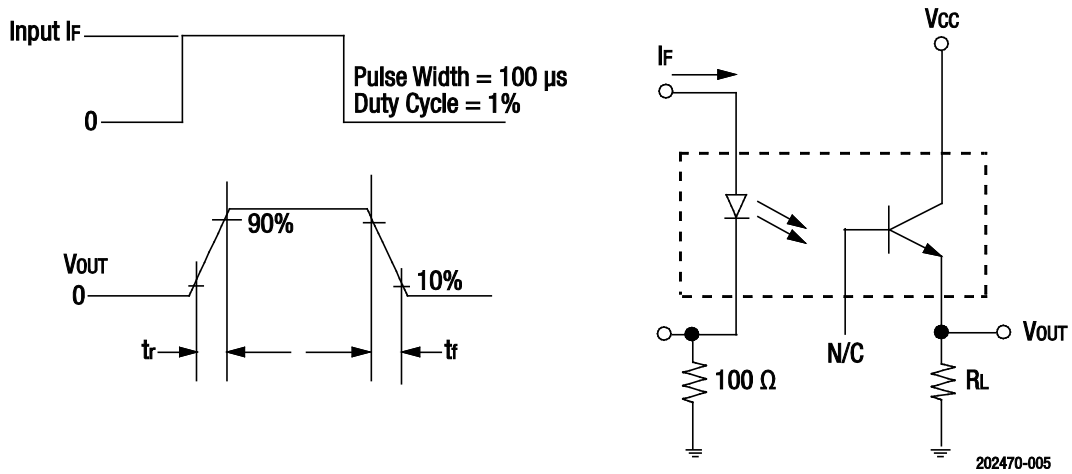 Input IF
Pulse Width = 100 µs
Duty Cycle = 1%
0
90%
VOUT
0
10%
tr
tf
VCC
IF
N/C
VOUT
100 Ω
RL
202470-005